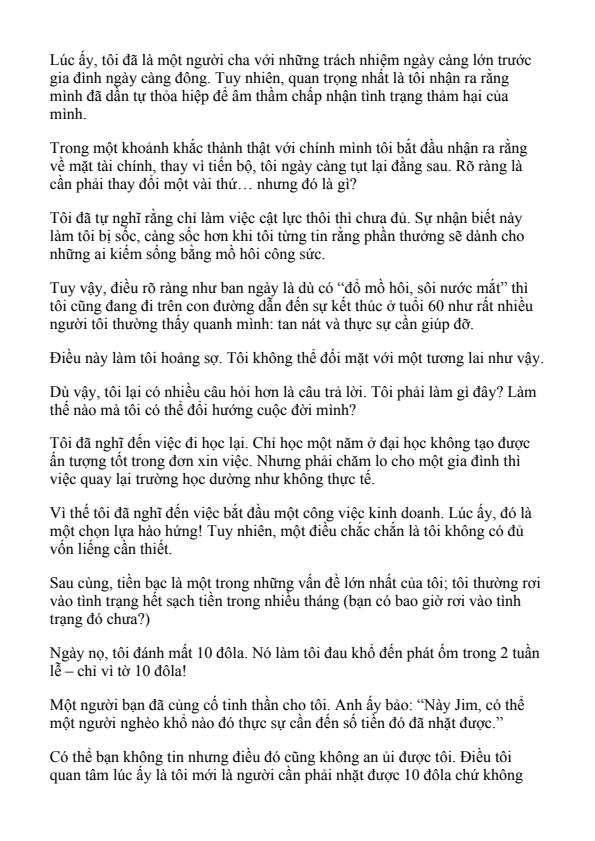 Lúc ấy, tôi đã là một người cha với những trách nhiệm ngày càng lớn trước
gia đình ngày càng đông. Tuy nhiên, quan trọng nhất là tôi nhận ra rằng
mình đã dần tự thỏa hiệp để âm thầm chấp nhận tình trạng thảm hại của
mình.
Trong một khoảnh khắc thành thật với chính mình tôi bắt đầu nhận ra rằng
về mặt tài chính, thay vì tiến bộ, tôi ngày càng tụt lại đằng sau. Rõ ràng là
cần phải thay đổi một vài thứ… nhưng đó là gì?
Tôi đã tự nghĩ rằng chỉ làm việc cật lực thôi thì chưa đủ. Sự nhận biết này
làm tôi bị sốc, càng sốc hơn khi tôi từng tin rằng phần thưởng sẽ dành cho
những ai kiếm sống bằng mồ hôi công sức.
Tuy vậy, điều rõ ràng như ban ngày là dù có “đổ mồ hôi, sôi nước mắt” thì
tôi cũng đang đi trên con đường dẫn đến sự kết thúc ở tuổi 60 như rất nhiều
người tôi thường thấy quanh mình: tan nát và thực sự cần giúp đỡ.
Điều này làm tôi hoảng sợ. Tôi không thể đối mặt với một tương lai như vậy.
Dù vậy, tôi lại có nhiều câu hỏi hơn là câu trả lời. Tôi phải làm gì đây? Làm
thế nào mà tôi có thể đổi hướng cuộc đời mình?
Tôi đã nghĩ đến việc đi học lại. Chỉ học một năm ở đại học không tạo được
ấn tượng tốt trong đơn xin việc. Nhưng phải chăm lo cho một gia đình thì
việc quay lại trường học dường như không thực tế.
Vì thế tôi đã nghĩ đến việc bắt đầu một công việc kinh doanh. Lúc ấy, đó là
một chọn lựa hào hứng! Tuy nhiên, một điều chắc chắn là tôi không có đủ
vốn liếng cần thiết.
Sau cùng, tiền bạc là một trong những vấn đề lớn nhất của tôi; tôi thường rơi
vào tình trạng hết sạch tiền trong nhiều tháng (bạn có bao giờ rơi vào tình
trạng đó chưa?)
Ngày nọ, tôi đánh mất 10 đôla. Nó làm tôi đau khổ đến phát ốm trong 2 tuần
lễ – chỉ vì tờ 10 đôla!
Một người bạn đã củng cố tinh thần cho tôi. Anh ấy bảo: “Này Jim, có thể
một người nghèo khổ nào đó thực sự cần đến số tiền đó đã nhặt được.”
Có thể bạn không tin nhưng điều đó cũng không an ủi được tôi. Điều tôi
quan tâm lúc ấy là tôi mới là người cần phải nhặt được 10 đôla chứ không